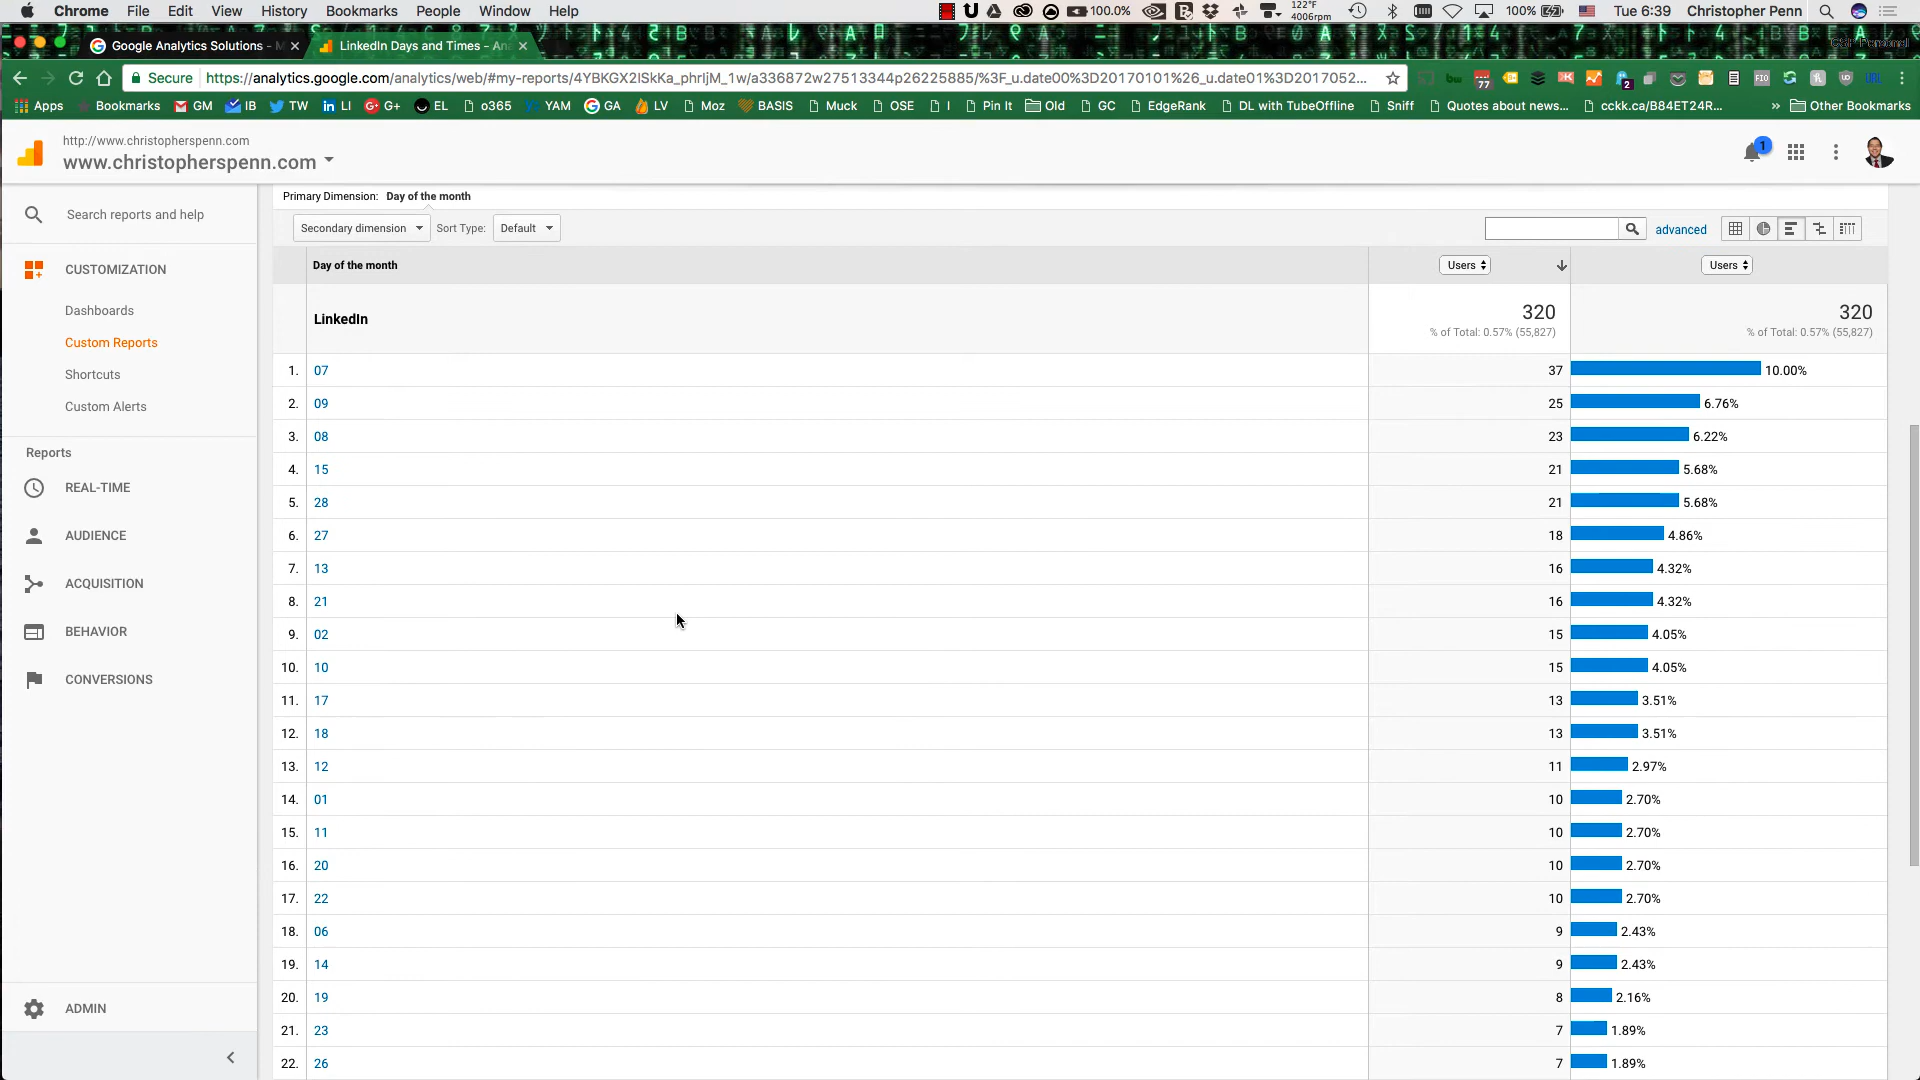 Chrome File Edit View History Bookmarks People Window Help 100.0% 122°F 4006rpm 100% Tue 6:39 Christopher Penn
Google Analytics Solutions - M LinkedIn Days and Times - An
Secure https://analytics.google.com/analytics/web/#my-reports/4YBKGX2ISkKa_phrIjM_1w/a336872w27513344p26225885/%3F_u.date00%3D20170101%26_u.date01%3D2017052... 77 2
Apps Bookmarks GM IB TW LI G+ EL o365 YAM GA LV Moz BASIS Muck OSE I Pin It Old GC EdgeRank DL with TubeOffline Sniff Quotes about news... cckk.ca/B84ET24R... » Other Bookmarks
http://www.christopherspenn.com
www.christopherspenn.com
1
Search reports and help
CUSTOMIZATION
Dashboards
Custom Reports
Shortcuts
Custom Alerts
Reports
REAL-TIME
AUDIENCE
ACQUISITION
BEHAVIOR
CONVERSIONS
ADMIN
Primary Dimension: Day of the month
Secondary dimension Sort Type: Default advanced
Day of the month Users Users
LinkedIn 320 320
% of Total: 0.57% (55,827) % of Total: 0.57% (55,827)
1. 07 37 10.00%
2. 09 25 6.76%
3. 08 23 6.22%
4. 15 21 5.68%
5. 28 21 5.68%
6. 27 18 4.86%
7. 13 16 4.32%
8. 21 16 4.32%
9. 02 15 4.05%
10. 10 15 4.05%
11. 17 13 3.51%
12. 18 13 3.51%
13. 12 11 2.97%
14. 01 10 2.70%
15. 11 10 2.70%
16. 20 10 2.70%
17. 22 10 2.70%
18. 06 9 2.43%
19. 14 9 2.43%
20. 19 8 2.16%
21. 23 7 1.89%
22. 26 7 1.89%